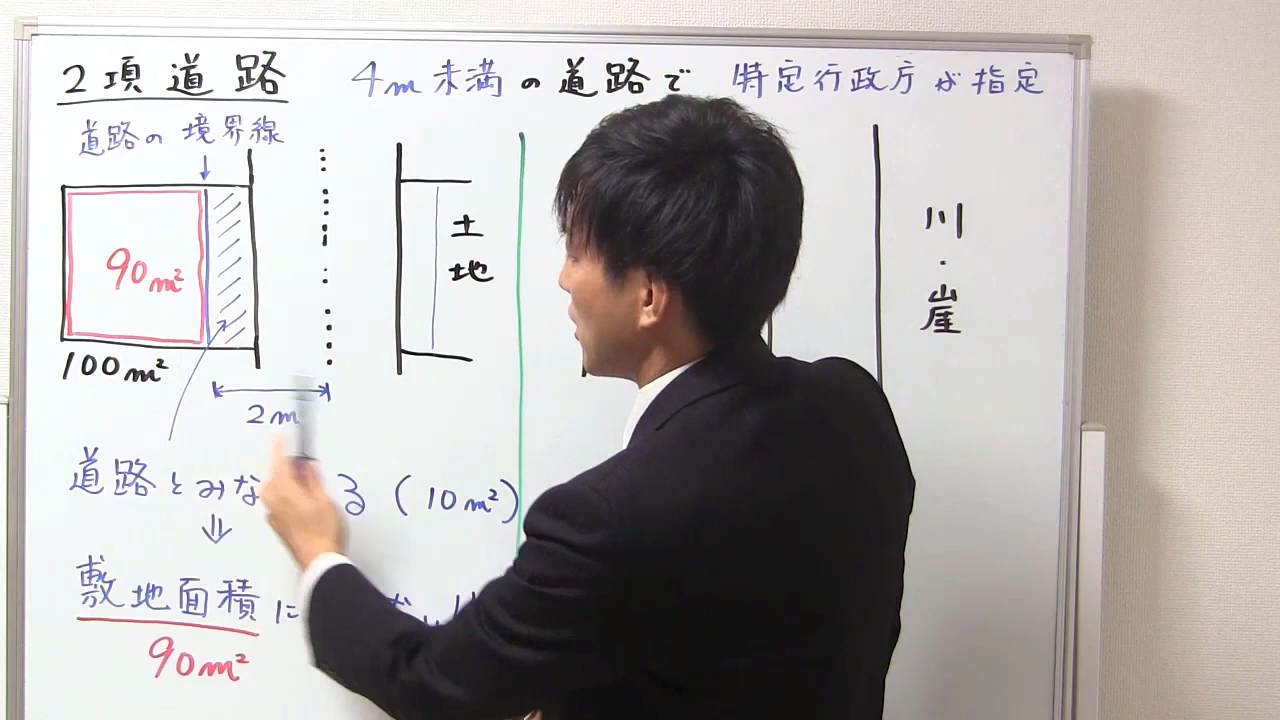 2項道路 4m未満の道路で 特定行政庁が指定
道路の境界線
90m²
100m²
2m
土地
川・崖
道路とみな る (10m²)
⇓
敷地面積に
90m²